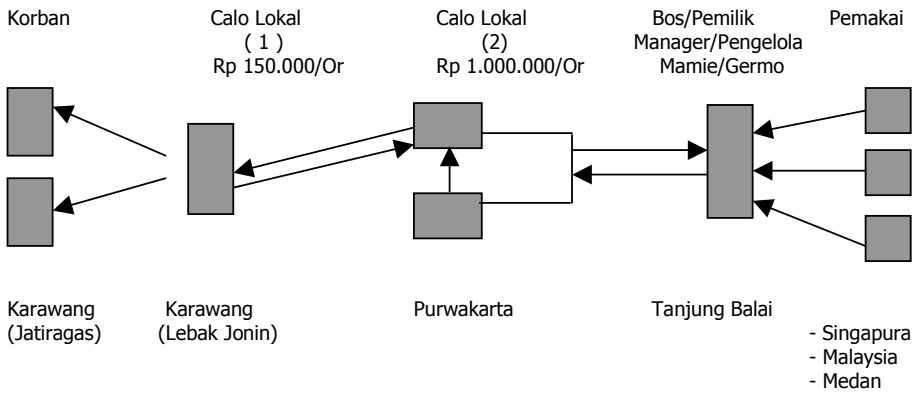 Korban
Calo Lokal
( 1 )
Rp 150.000/Or
Calo Lokal
(2)
Rp 1.000.000/Or
Bos/Pemilik
Manager/Pengelola
Mamie/Germo
Pemakai
Karawang
(Jatiragas)
Karawang
(Lebak Jonin)
Purwakarta
Tanjung Balai
- Singapura
- Malaysia
- Medan